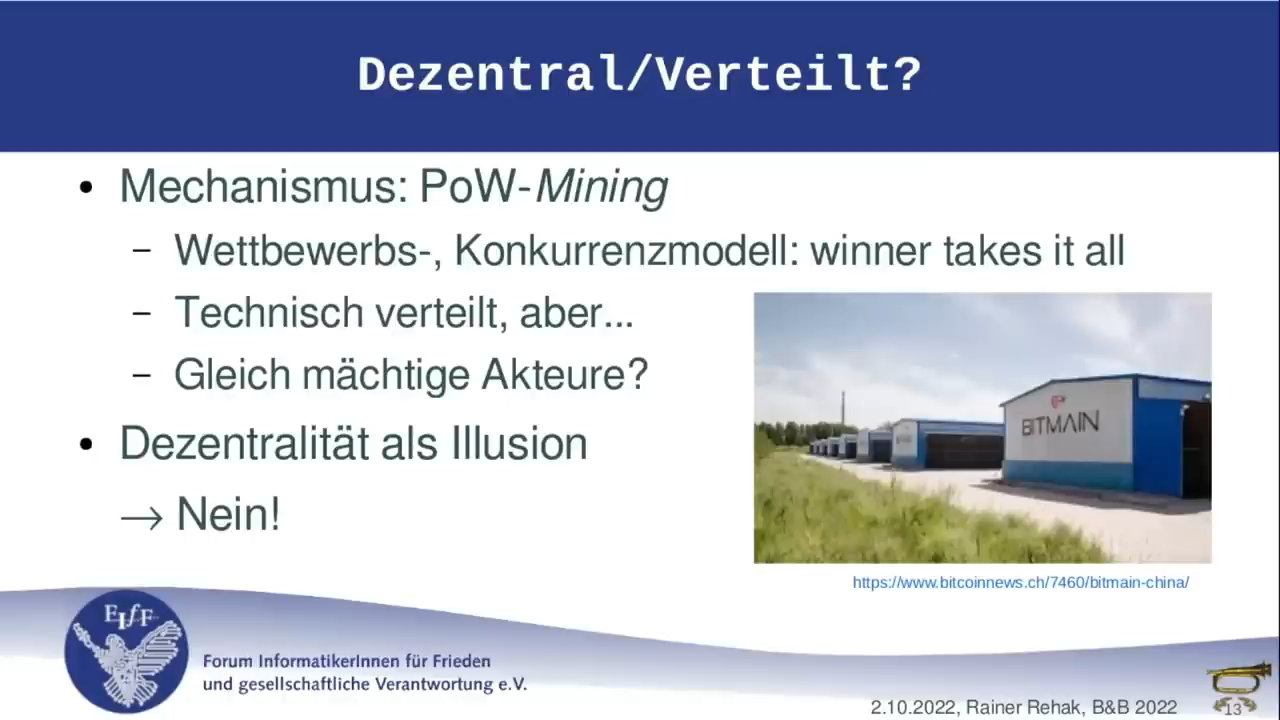 Dezentral/Verteilt?
• Mechanismus: PoW-Mining
– Wettbewerbs-, Konkurrenzmodell: winner takes it all
– Technisch verteilt, aber...
– Gleich mächtige Akteure?
• Dezentralität als Illusion
→ Nein!
BITMAIN
https://www.bitcoinnews.ch/7460/bitmain-china/
FIfF
Forum InformatikerInnen für Frieden
und gesellschaftliche Verantwortung e.V.
2.10.2022, Rainer Rehak, B&B 2022
13